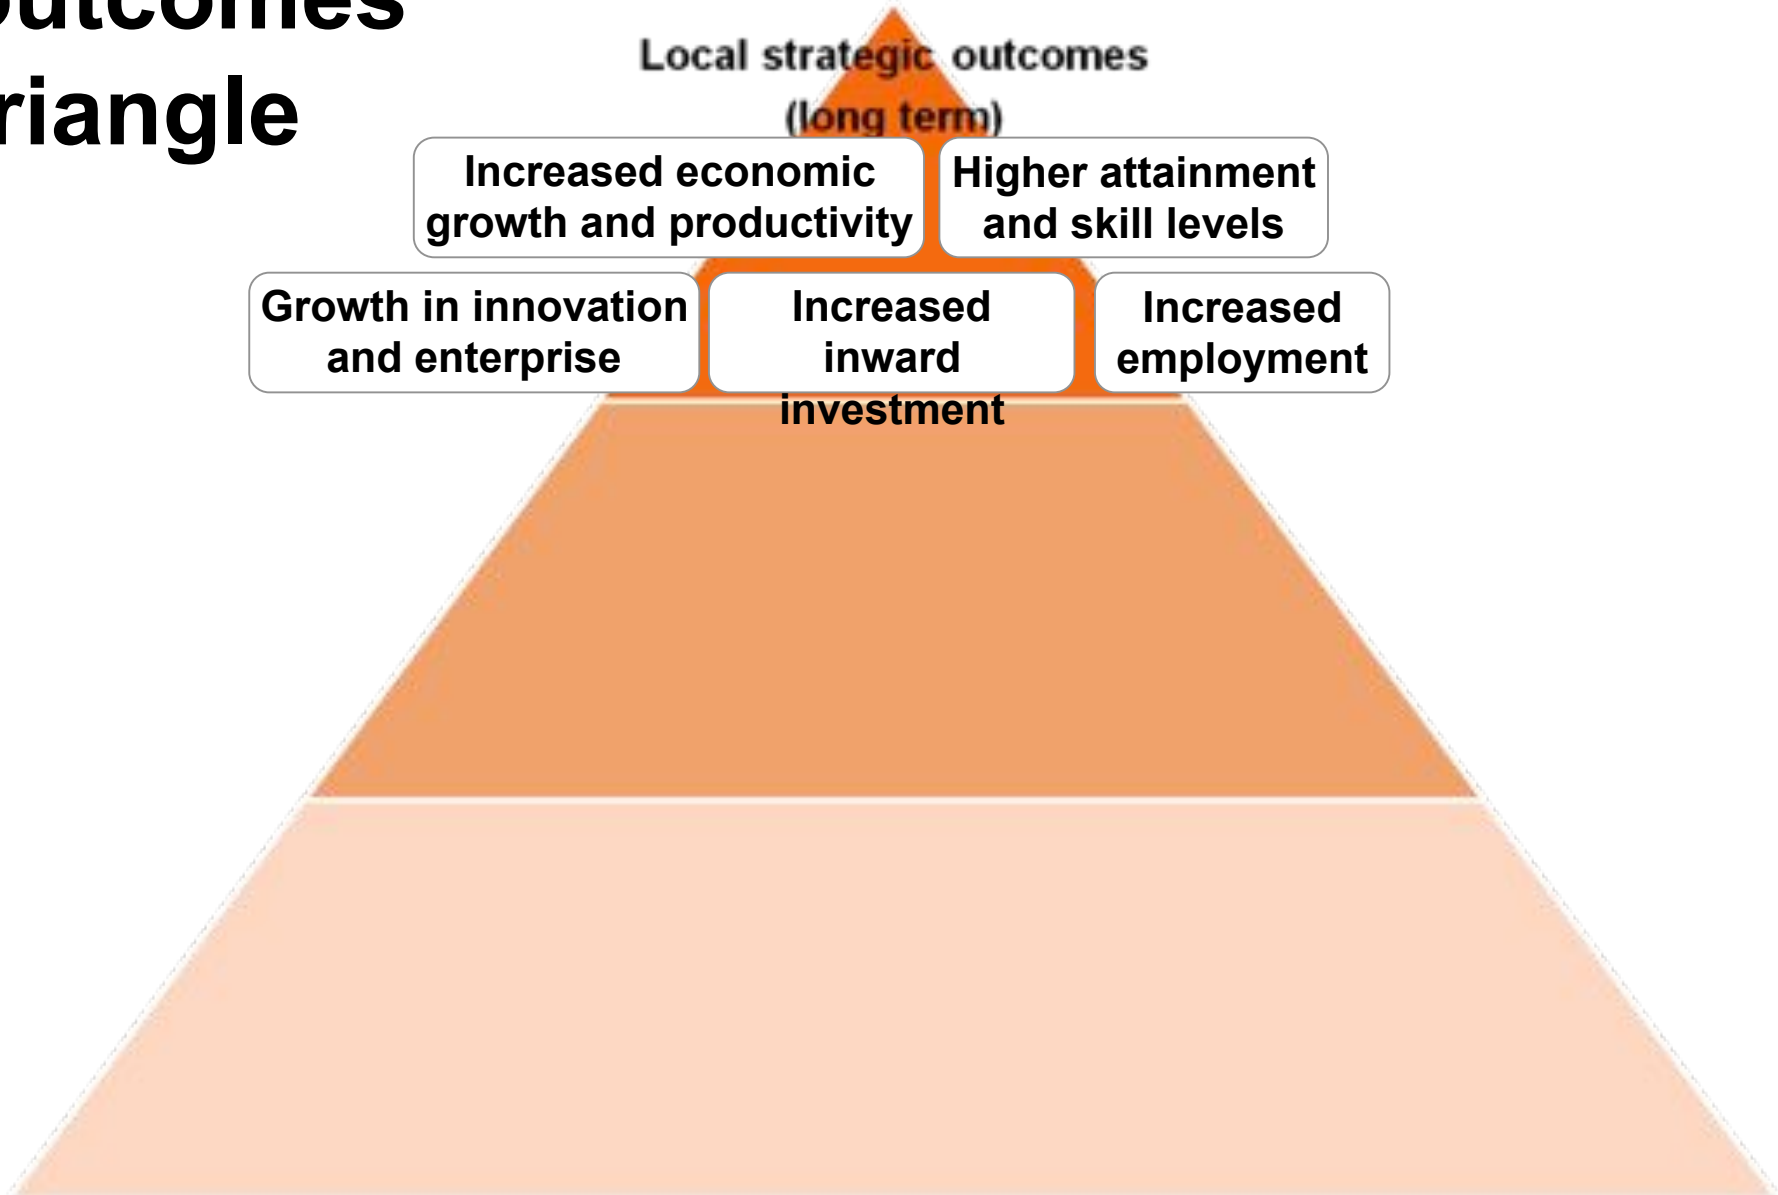 outcomes
riangle
Local strategic outcomes
(long term)
Increased economic
growth and productivity
Higher attainment
and skill levels
Growth in innovation
and enterprise
Increased
inward
investment
Increased
employment